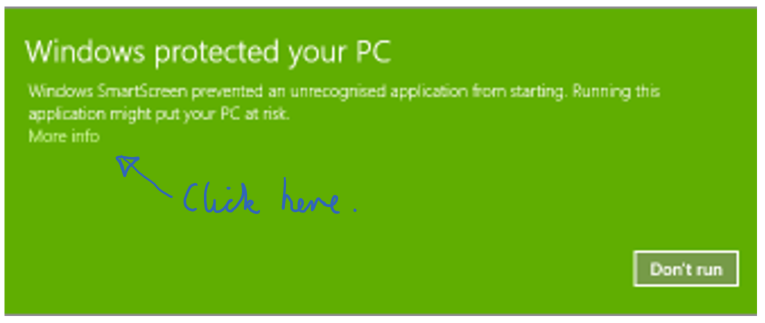 Windows protected your PC
Windows SmartScreen prevented an unrecognised application from starting. Running this
application might put your PC at risk.
More info
Click here.
Don't run